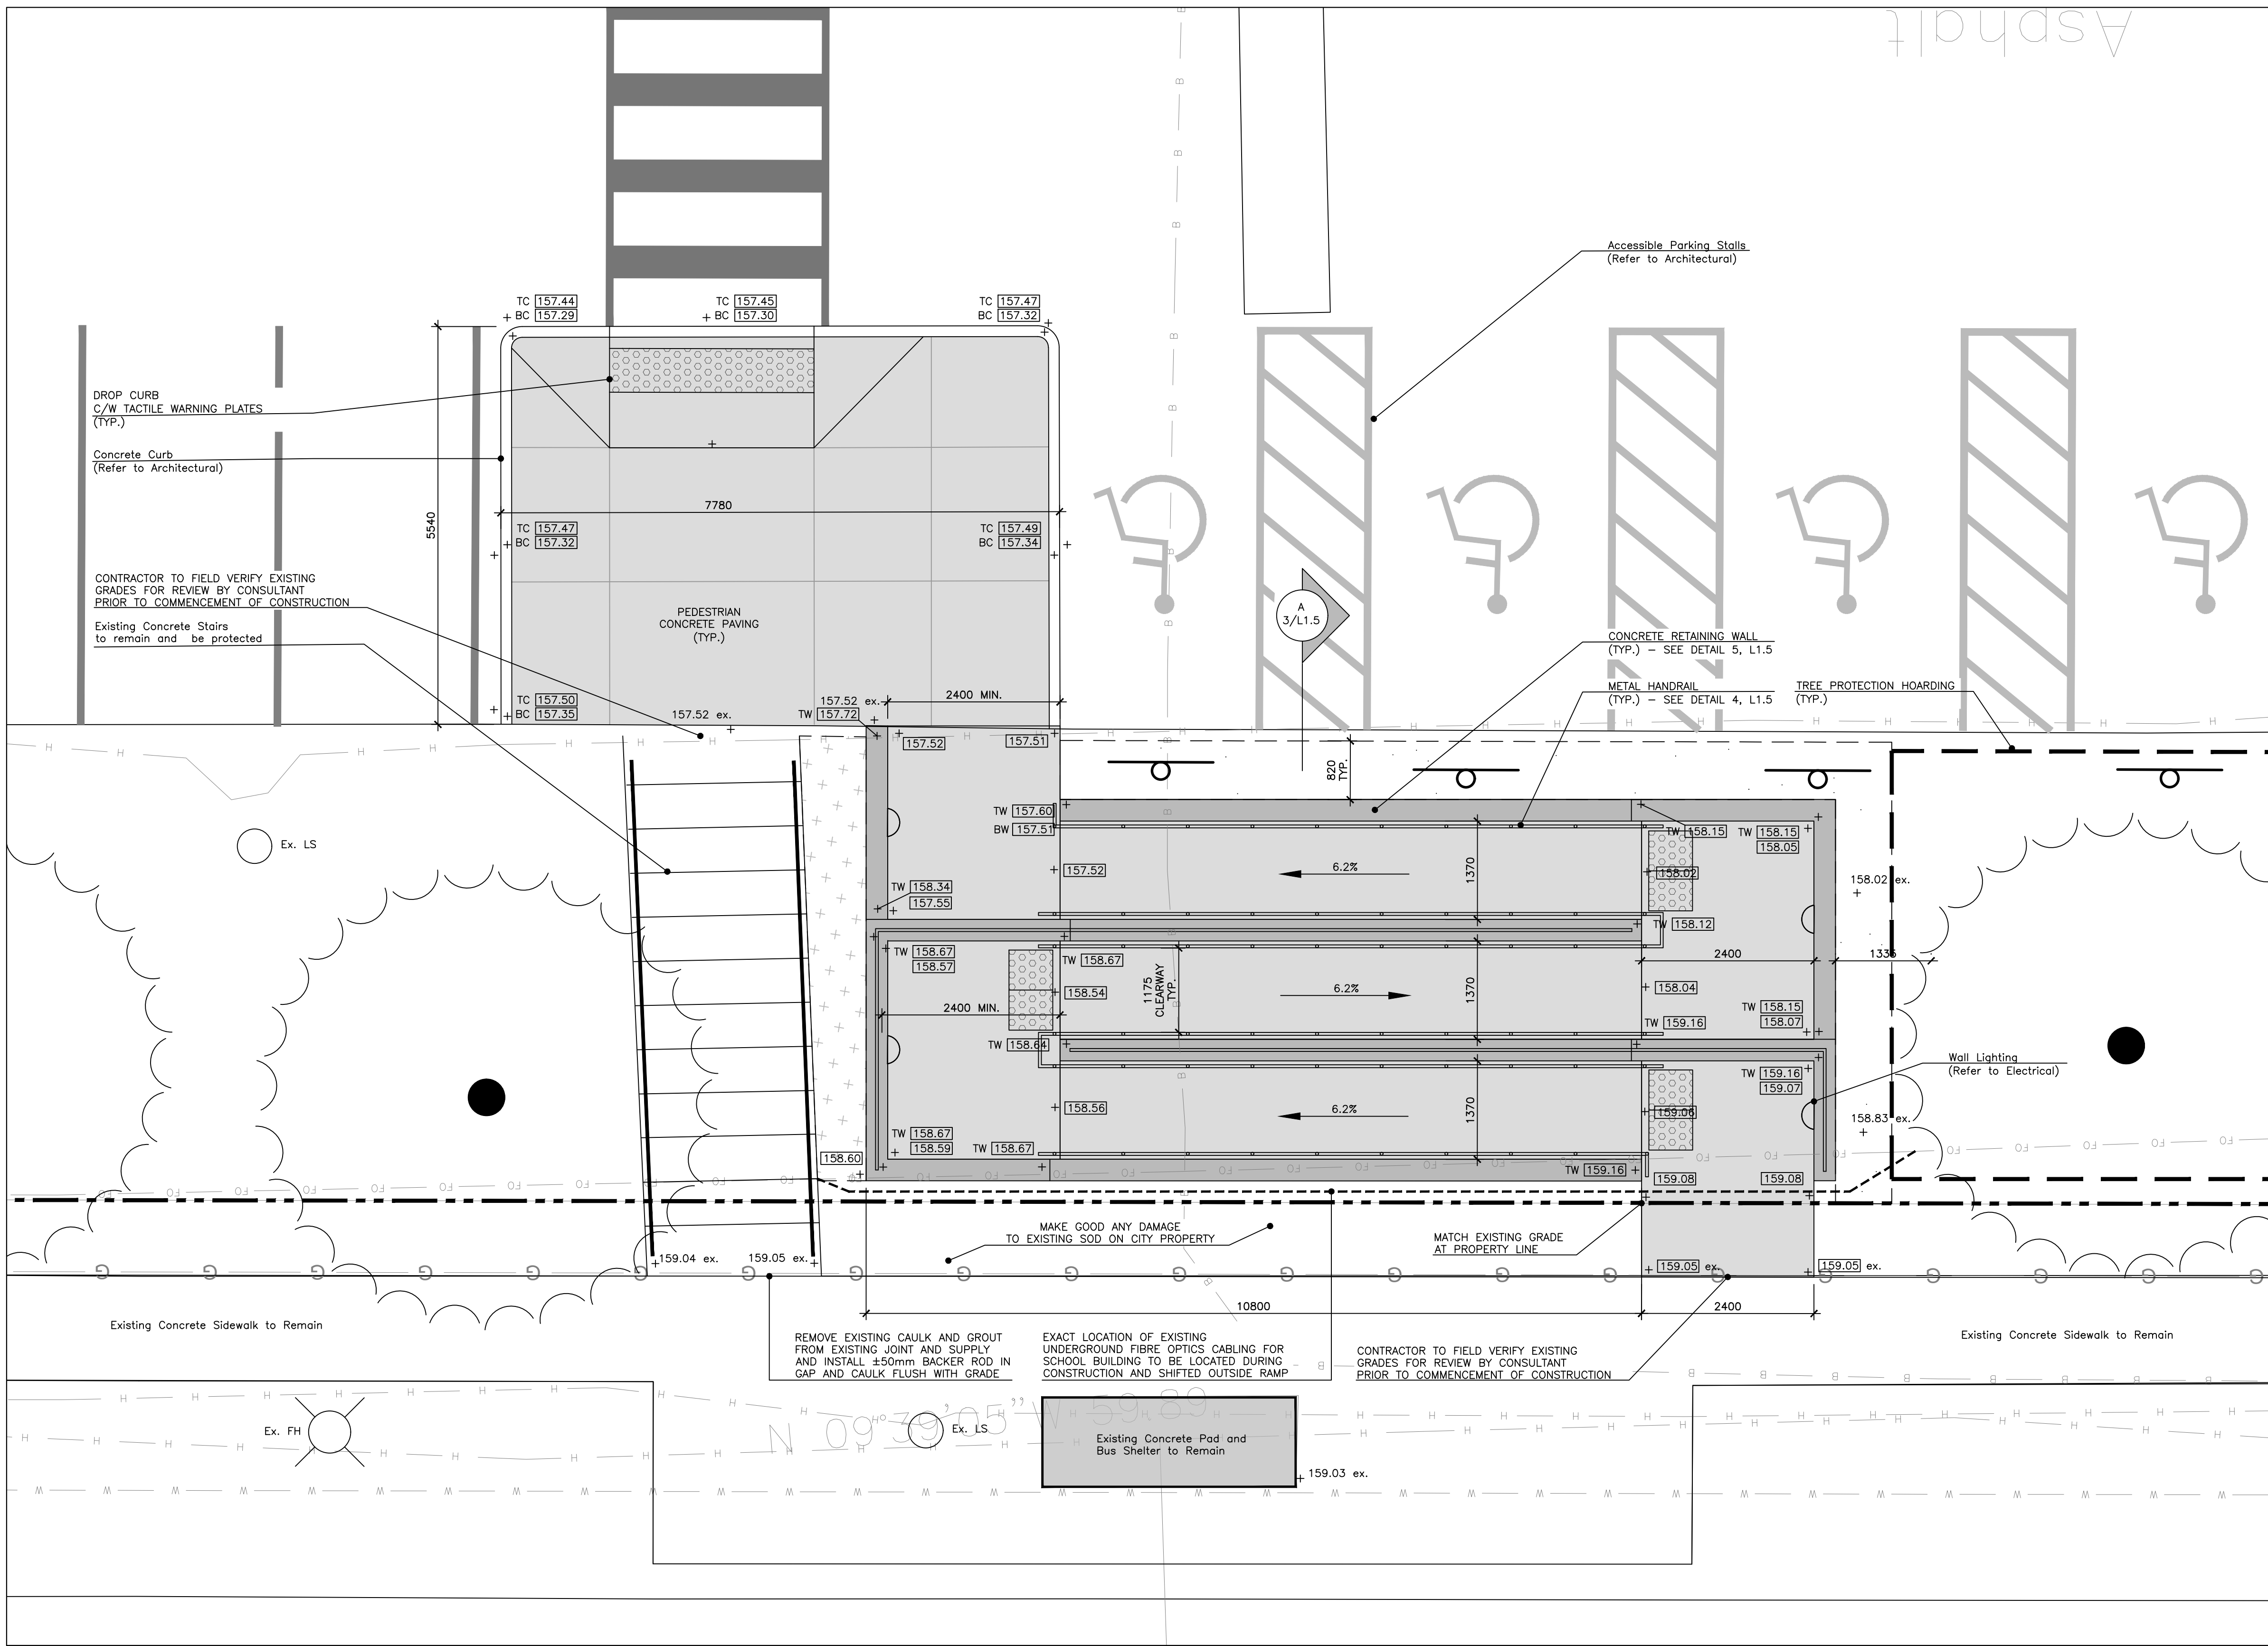 Asphalt
Accessible Parking Stalls
(Refer to Architectural)
TC 157.44
BC 157.29
TC 157.45
BC 157.30
TC 157.47
BC 157.32
DROP CURB
C/W TACTILE WARNING PLATES
(TYP.)
Concrete Curb
(Refer to Architectural)
5540
7780
TC 157.47
BC 157.32
TC 157.49
BC 157.34
CONTRACTOR TO FIELD VERIFY EXISTING
GRADES FOR REVIEW BY CONSULTANT
PRIOR TO COMMENCEMENT OF CONSTRUCTION
Existing Concrete Stairs
to remain and be protected
PEDESTRIAN
CONCRETE PAVING
(TYP.)
A
3/L1.5
CONCRETE RETAINING WALL
(TYP.) – SEE DETAIL 5, L1.5
METAL HANDRAIL
(TYP.) – SEE DETAIL 4, L1.5
TREE PROTECTION HOARDING
(TYP.)
TC 157.50
BC 157.35
157.52 ex.
157.52 ex.
TW 157.72
2400 MIN.
157.52
157.51
820
TYP.
TW 157.60
BW 157.51
TW 158.15
TW 158.15
158.05
Ex. LS
157.52
6.2%
1370
158.02
158.02 ex.
TW 158.34
157.55
TW 158.12
TW 158.67
158.57
TW 158.67
2400
1335
158.54
1175
CLEARWAY
TYP.
6.2%
1370
158.04
2400 MIN.
TW 158.15
158.07
TW 158.64
TW 159.16
Wall Lighting
(Refer to Electrical)
TW 159.16
159.07
158.56
6.2%
1370
159.06
158.83 ex.
TW 158.67
158.59
TW 158.67
158.60
TW 159.16
159.08
159.08
MAKE GOOD ANY DAMAGE
TO EXISTING SOD ON CITY PROPERTY
MATCH EXISTING GRADE
AT PROPERTY LINE
159.04 ex.
159.05 ex.
159.05 ex.
159.05 ex.
10800
2400
Existing Concrete Sidewalk to Remain
Existing Concrete Sidewalk to Remain
REMOVE EXISTING CAULK AND GROUT
FROM EXISTING JOINT AND SUPPLY
AND INSTALL ±50mm BACKER ROD IN
GAP AND CAULK FLUSH WITH GRADE
EXACT LOCATION OF EXISTING
UNDERGROUND FIBRE OPTICS CABLING FOR
SCHOOL BUILDING TO BE LOCATED DURING
CONSTRUCTION AND SHIFTED OUTSIDE RAMP
CONTRACTOR TO FIELD VERIFY EXISTING
GRADES FOR REVIEW BY CONSULTANT
PRIOR TO COMMENCEMENT OF CONSTRUCTION
N 09°39'05"W 59.89
Ex. FH
Ex. LS
Existing Concrete Pad and
Bus Shelter to Remain
159.03 ex.